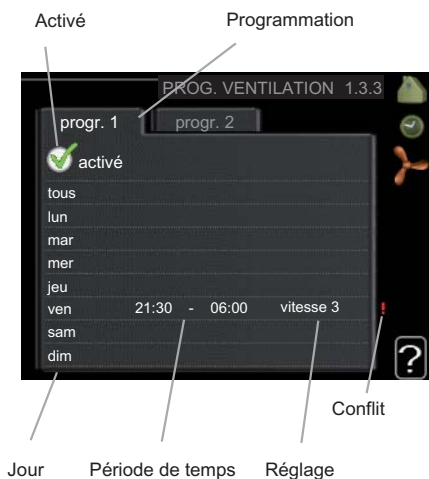 Activé Programmation
PROG. VENTILATION 1.3.3
progr. 1 progr. 2
activé
tous
lun
mar
mer
jeu
ven 21:30 - 06:00 vitesse 3 !
sam
dim
?
Conflit
Jour Période de temps Réglage